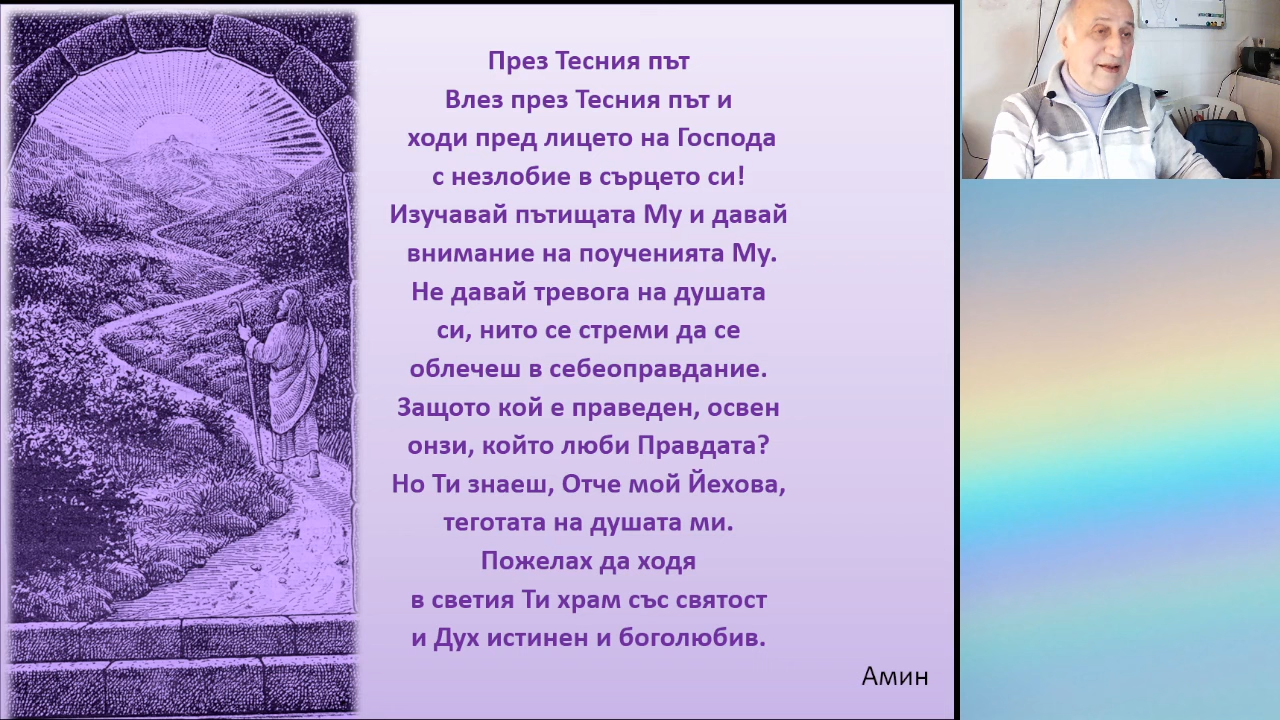 През Тесния път
Влез през Тесния път и
ходи пред лицето на Господа
с незлобие в сърцето си!
Изучавай пътищата Му и давай
внимание на поученията Му.
Не давай тревога на душата
си, нито се стреми да се
облечеш в себеоправдание.
Защото кой е праведен, освен
онзи, който люби Правдата?
Но Ти знаеш, Отче мой Йехова,
теготата на душата ми.
Пожелах да ходя
в светия Ти храм със святост
и Дух истинен и боголюбив.
Амин